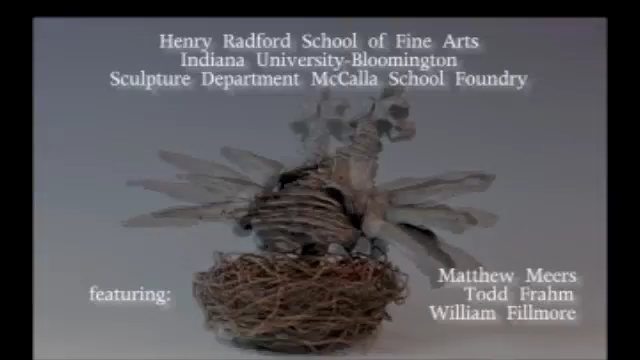 Henry Radford School of Fine Arts
Indiana University-Bloomington
Sculpture Department McCalla School Foundry
featuring:
Matthew Meers
Todd Frahm
William Fillmore